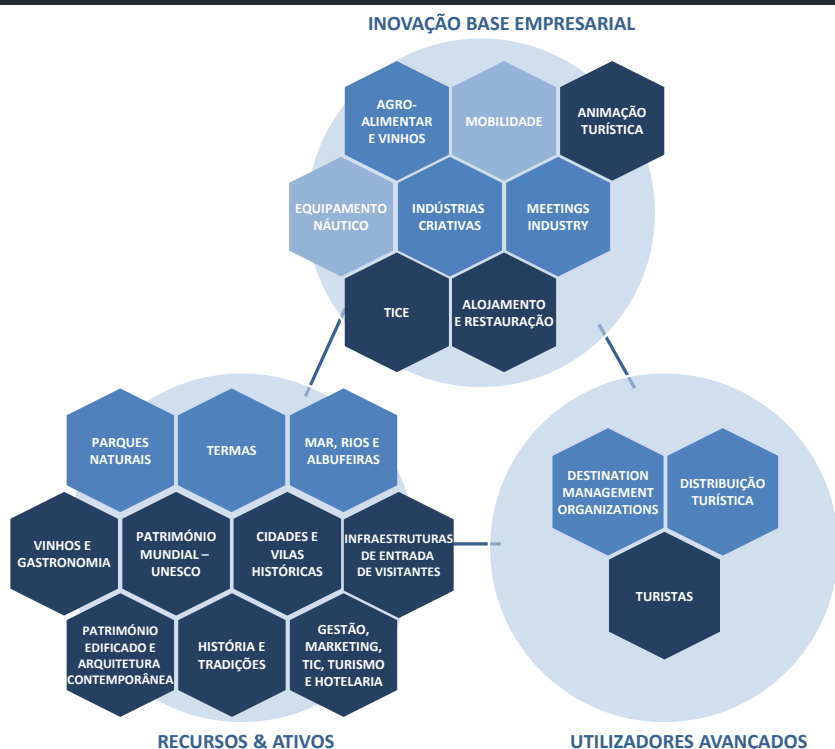 INOVAÇÃO BASE EMPRESARIAL
AGRO-
ALIMENTAR
E VINHOS
MOBILIDADE
ANIMAÇÃO
TURÍSTICA
EQUIPAMENTO
NÁUTICO
INDÚSTRIAS
CRIATIVAS
MEETINGS
INDUSTRY
TICE
ALOJAMENTO
E RESTAURAÇÃO
PARQUES
NATURAIS
TERMAS
MAR, RIOS E
ALBUFEIRAS
VINHOS E
GASTRONOMIA
PATRIMÓNIO
MUNDIAL –
UNESCO
CIDADES E
VILAS
HISTÓRICAS
INFRAESTRUTURAS
DE ENTRADA
DE VISITANTES
PATRIMÓNIO
EDIFICADO E
ARQUITETURA
CONTEMPORÂNEA
HISTÓRIA E
TRADIÇÕES
GESTÃO,
MARKETING,
TIC, TURISMO
E HOTELARIA
RECURSOS & ATIVOS
DESTINATION
MANAGEMENT
ORGANIZATIONS
DISTRIBUIÇÃO
TURÍSTICA
TURISTAS
UTILIZADORES AVANÇADOS